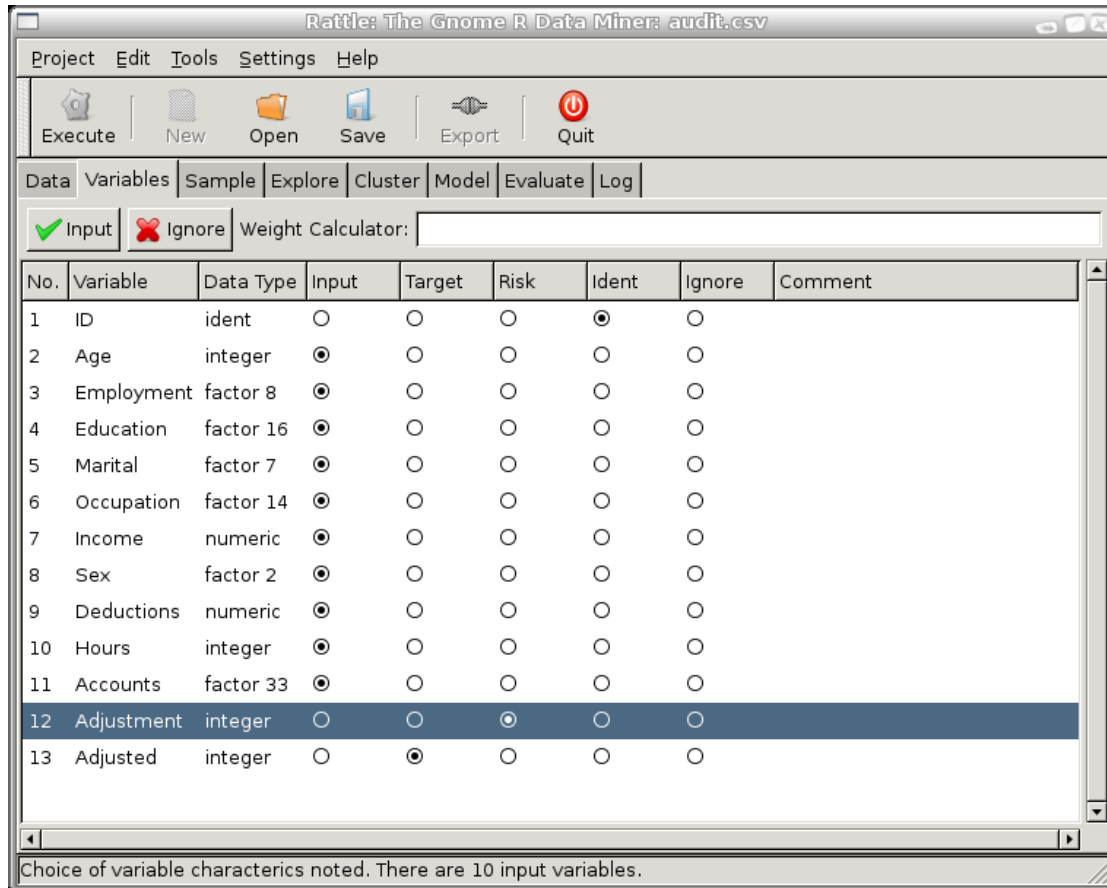 Rattle: The Gnome R Data Miner: audit.csv
Project Edit Tools Settings Help
Execute New Open Save Export Quit
Data Variables Sample Explore Cluster Model Evaluate Log
Input Ignore Weight Calculator:
No. Variable Data Type Input Target Risk Ident Ignore Comment
1 ID ident
2 Age integer
3 Employment factor 8
4 Education factor 16
5 Marital factor 7
6 Occupation factor 14
7 Income numeric
8 Sex factor 2
9 Deductions numeric
10 Hours integer
11 Accounts factor 33
12 Adjustment integer
13 Adjusted integer
Choice of variable characterics noted. There are 10 input variables.